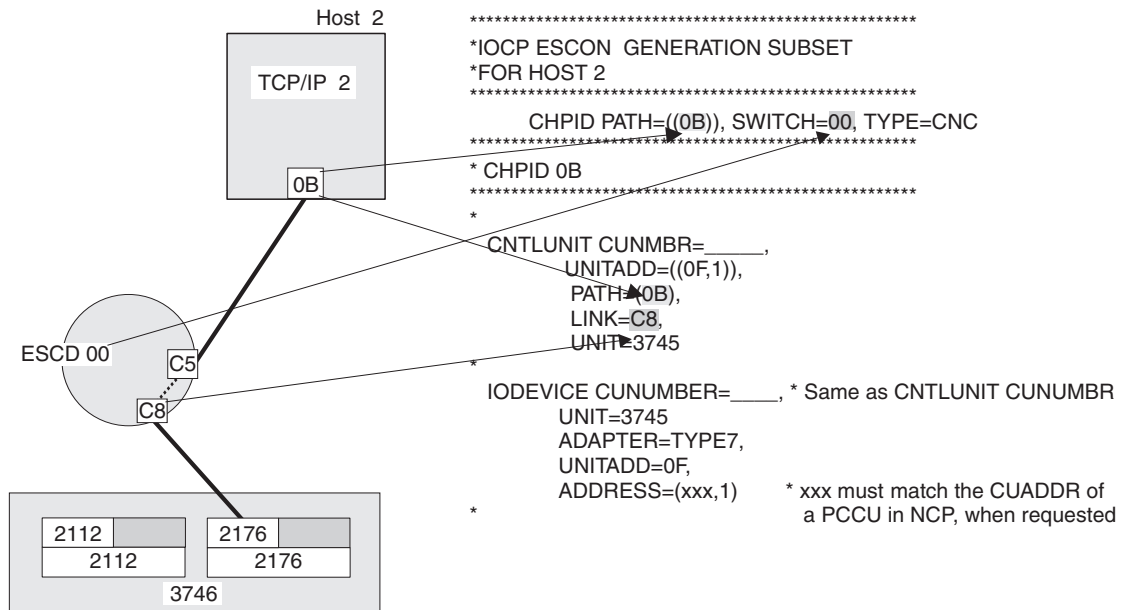 Host 2
TCP/IP 2
0B
ESCD 00
C5
C8
2112
2176
2112
2176
3746
******************************************************
*IOCP ESCON GENERATION SUBSET
*FOR HOST 2
******************************************************
CHPID PATH=((0B)), SWITCH=00, TYPE=CNC
******************************************************
* CHPID 0B
******************************************************
*
CNTLUNIT CUNMBR=_____,
UNITADD=((0F,1)),
PATH=(0B),
LINK=C8,
UNIT=3745
*
IODEVICE CUNUMBER=____, * Same as CNTLUNIT CUNUMBR
UNIT=3745
ADAPTER=TYPE7,
UNITADD=0F,
ADDRESS=(xxx,1) * xxx must match the CUADDR of
* a PCCU in NCP, when requested